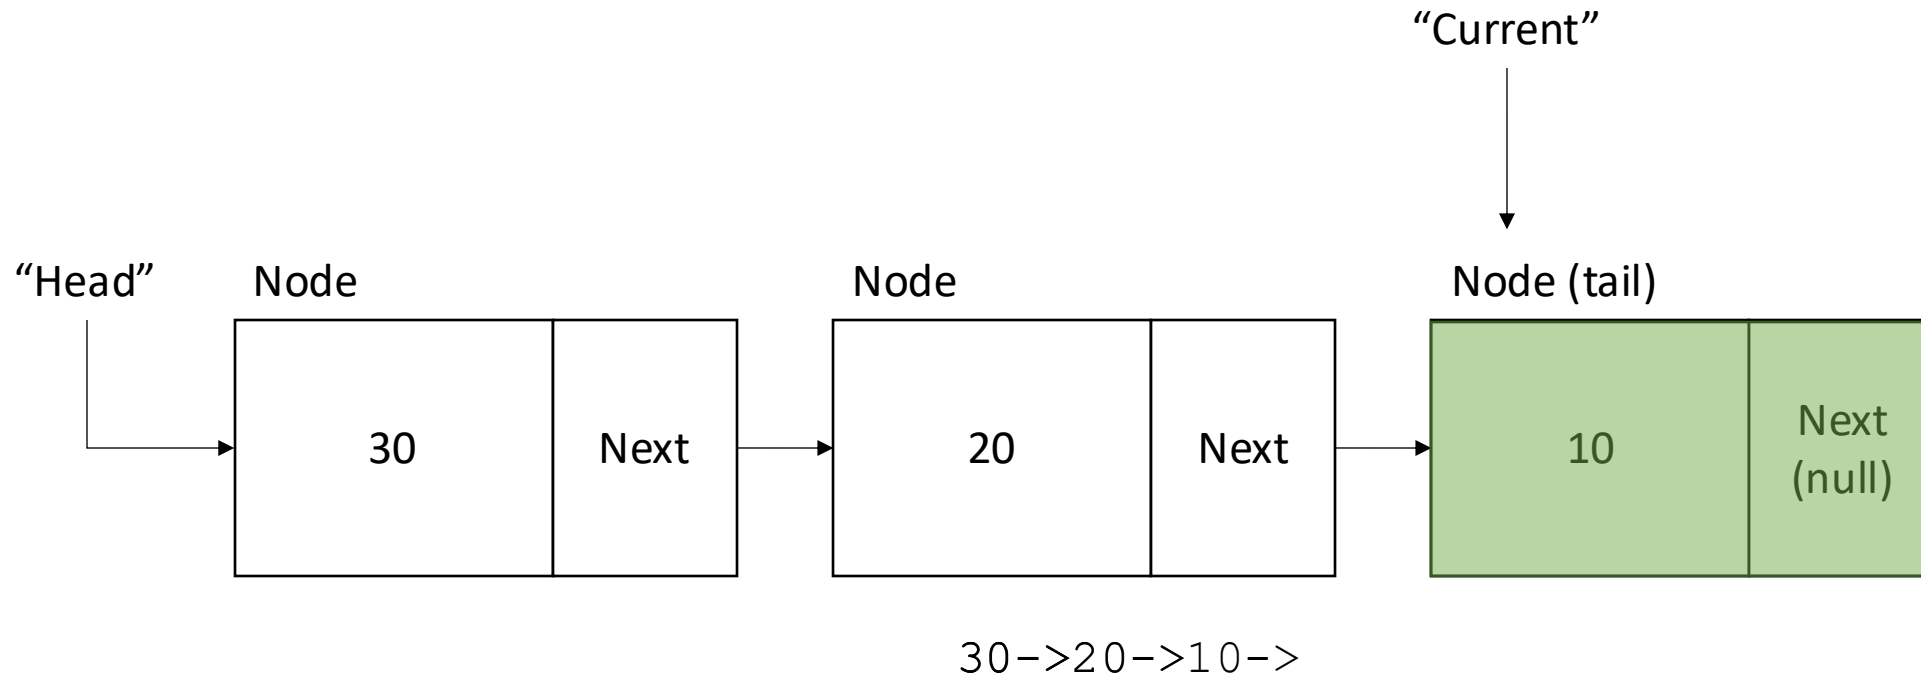 “Current”
“Head”
Node
Node
Node (tail)
30
Next
20
Next
10
Next
(null)
30->20->10->